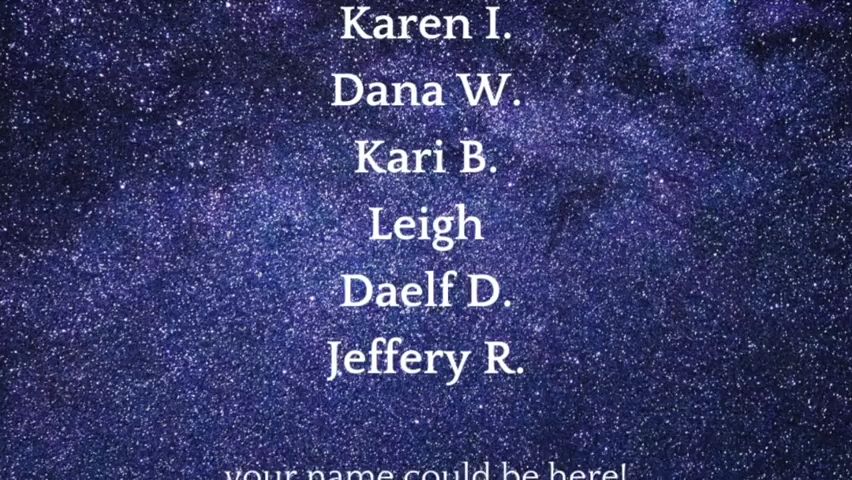 Karen I.
Dana W.
Kari B.
Leigh
Daelf D.
Jeffery R.
your name could be here!